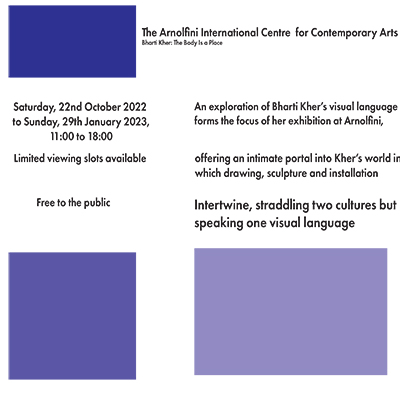 The Arnolfini International Centre for Contemporary Arts
Bharti Kher: The Body Is a Place
Saturday, 22nd October 2022
to Sunday, 29th January 2023,
11:00 to 18:00
Limited viewing slots available
Free to the public
An exploration of Bharti Kher's visual language
forms the focus of her exhibition at Arnolfini,
offering an intimate portal into Kher's world in
which drawing, sculpture and installation
Intertwine, straddling two cultures but
speaking one visual language